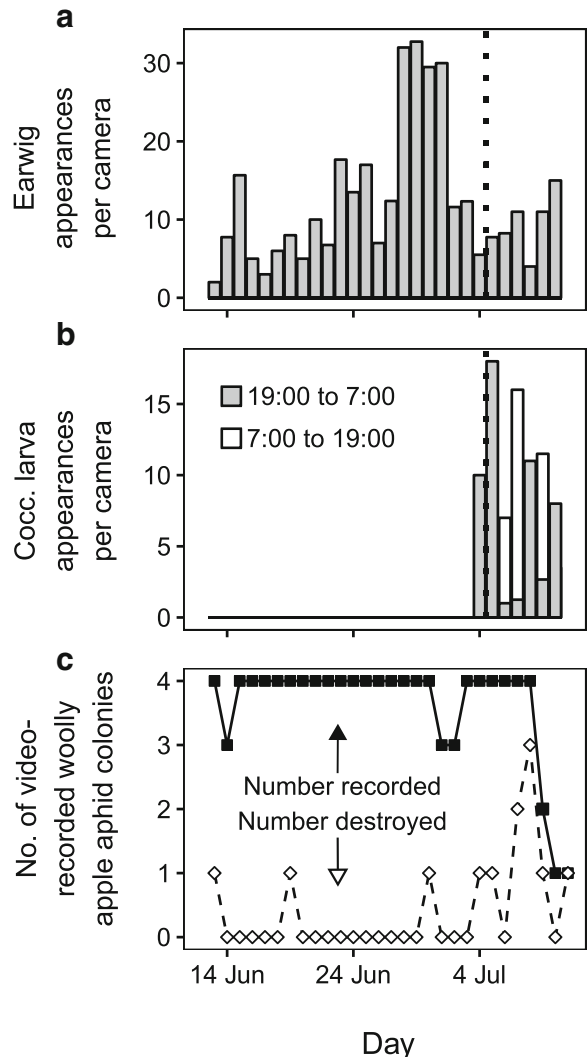 a
Earwig
appearances
per camera
30
20
10
0
b
Cocc. larva
appearances
per camera
19:00 to 7:00
7:00 to 19:00
15
10
5
0
c
No. of video-
recorded woolly
apple aphid colonies
4
3
2
1
0
Number recorded
Number destroyed
14 Jun
24 Jun
4 Jul
Day